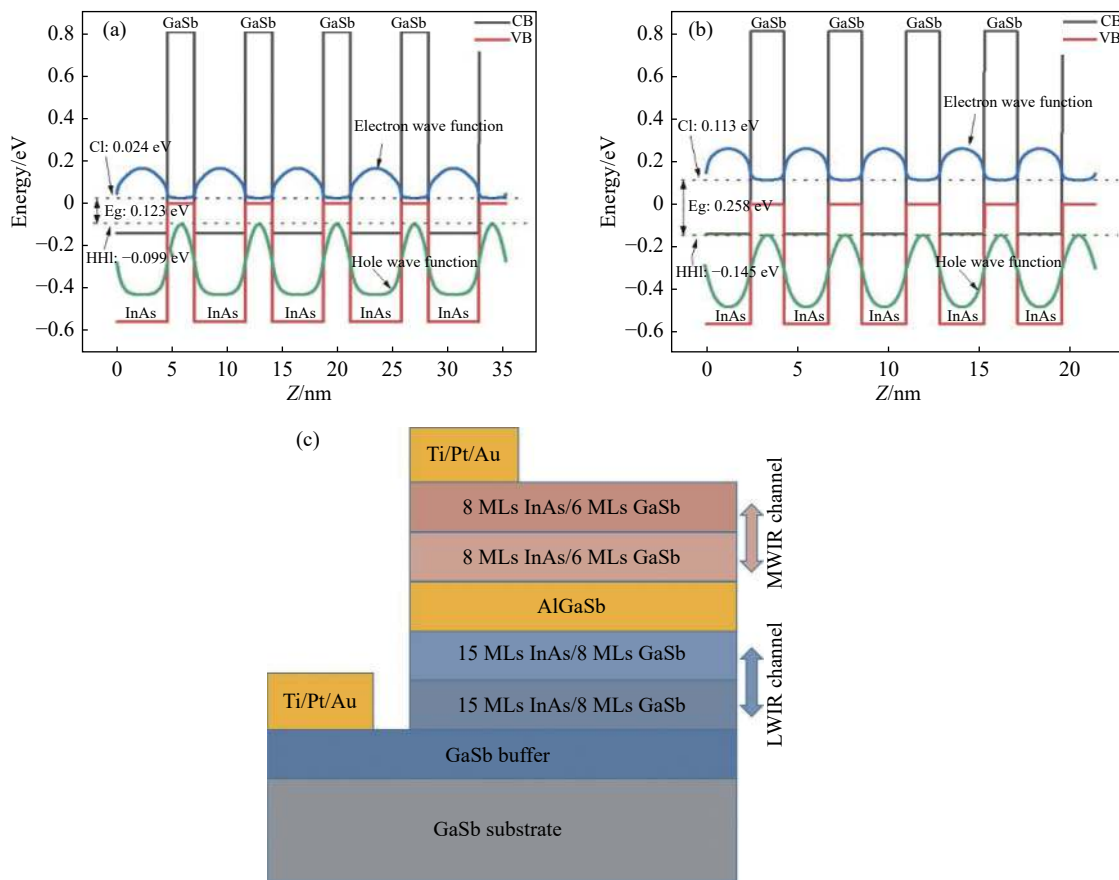 (a)
GaSb GaSb GaSb GaSb
CB
VB
0.8
0.6
0.4
0.2
0
−0.2
−0.4
−0.6
Energy/eV
Electron wave function
Cl: 0.024 eV
Eg: 0.123 eV
HHl: −0.099 eV
Hole wave function
InAs InAs InAs InAs InAs
0 5 10 15 20 25 30 35
Z/nm
(b)
GaSb GaSb GaSb GaSb
CB
VB
0.8
0.6
0.4
0.2
0
−0.2
−0.4
−0.6
Energy/eV
Electron wave function
Cl: 0.113 eV
Eg: 0.258 eV
HHl: −0.145 eV
Hole wave function
InAs InAs InAs InAs InAs
0 5 10 15 20
Z/nm
(c)
Ti/Pt/Au
8 MLs InAs/6 MLs GaSb
8 MLs InAs/6 MLs GaSb
MWIR channel
AlGaSb
15 MLs InAs/8 MLs GaSb
15 MLs InAs/8 MLs GaSb
LWIR channel
Ti/Pt/Au
GaSb buffer
GaSb substrate